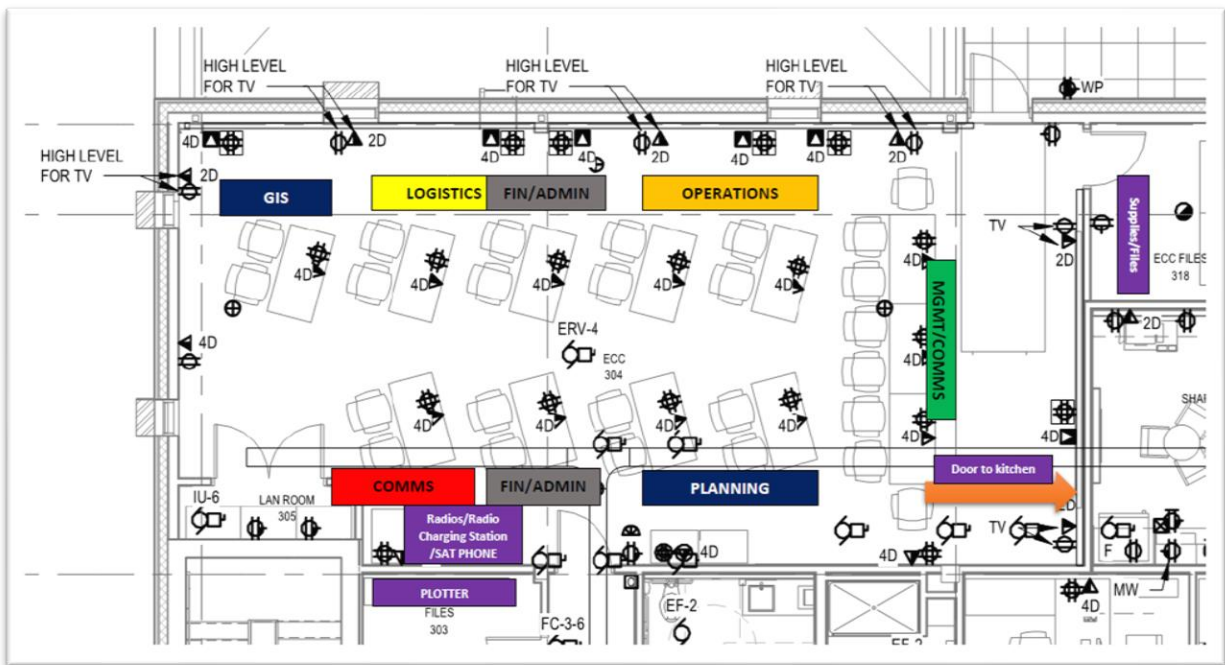 HIGH LEVEL
FOR TV
HIGH LEVEL
FOR TV
HIGH LEVEL
FOR TV
WP
4D
2D
4D
4D
2D
4D
4D
2D
HIGH LEVEL
FOR TV
2D
GIS
LOGISTICS
FIN/ADMIN
OPERATIONS
Supplies/Files
TV
2D
ECC FILES
318
4D
4D
4D
4D
4D
MGMT/COMMS
4D
ERV-4
ECC
304
4D
2D
4D
4D
4D
4D
4D
4D
COMMS
FIN/ADMIN
PLANNING
Door to kitchen
IU-6
LAN ROOM
305
Radios/Radio
Charging Station
/SAT PHONE
4D
4D
TV
F
PLOTTER
FILES
303
FC-3-6
EF-2
4D
MW